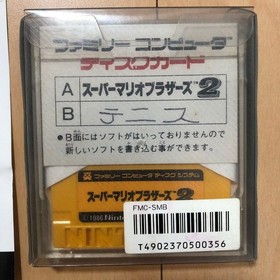 ファミリー コンピュータ
ディスクカード
A スーパーマリオブラザーズ™2
B テニス
●B面にはソフトがはいっておりませんので
新しいソフトを書き込む事ができます。
スーパーマリオブラザーズ2
©1986 Ninten
FMC-SMB
T4902370500356